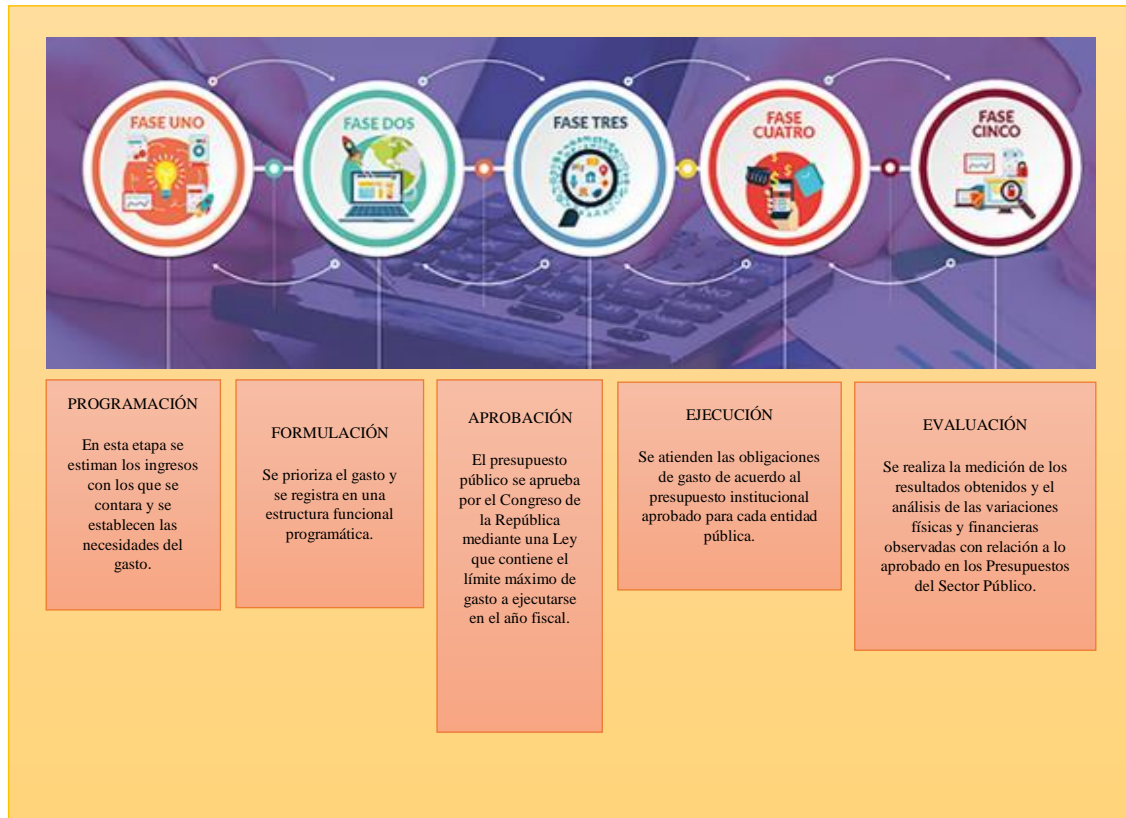 FASE UNO
FASE DOS
FASE TRES
FASE
CUATRO
FASE
CINCO
PROGRAMACIÓN
En esta etapa se
estiman los ingresos
con los que se
contara y se
establecen las
necesidades del
gasto.
FORMULACIÓN
Se prioriza el gasto y
se registra en una
estructura funcional
programática.
APROBACIÓN
El presupuesto
público se aprueba
por el Congreso de
la República
mediante una Ley
que contiene el
límite máximo de
gasto a ejecutarse
en el año fiscal.
EJECUCIÓN
Se atienden las obligaciones
de gasto de acuerdo al
presupuesto institucional
aprobado para cada entidad
pública.
EVALUACIÓN
Se realiza la medición de los
resultados obtenidos y el
análisis de las variaciones
físicas y financieras
observadas con relación a lo
aprobado en los Presupuestos
del Sector Público.